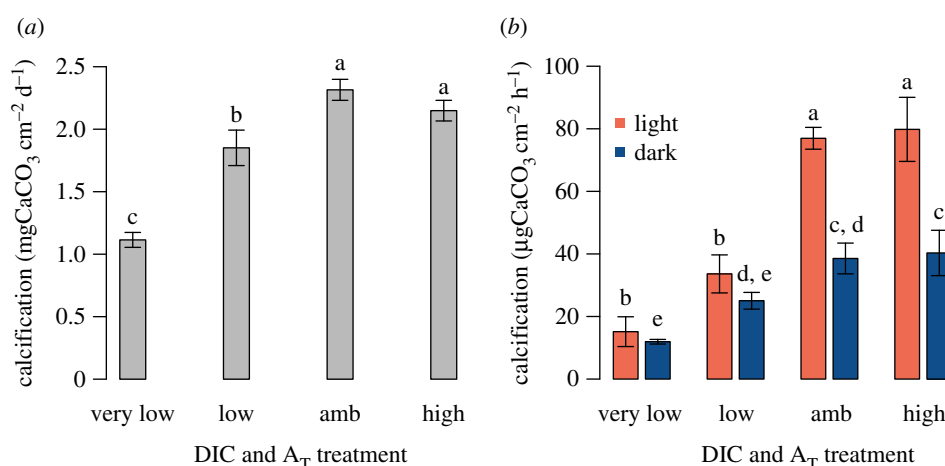 (a)
calcification (mgCaCO₃ cm⁻² d⁻¹)
2.5
2.0
1.5
1.0
0.5
0
c
b
a
a
very low
low
amb
high
DIC and A_T treatment
(b)
calcification (µgCaCO₃ cm⁻² h⁻¹)
100
80
60
40
20
0
light
dark
b
e
b
d, e
a
c, d
a
c
very low
low
amb
high
DIC and A_T treatment